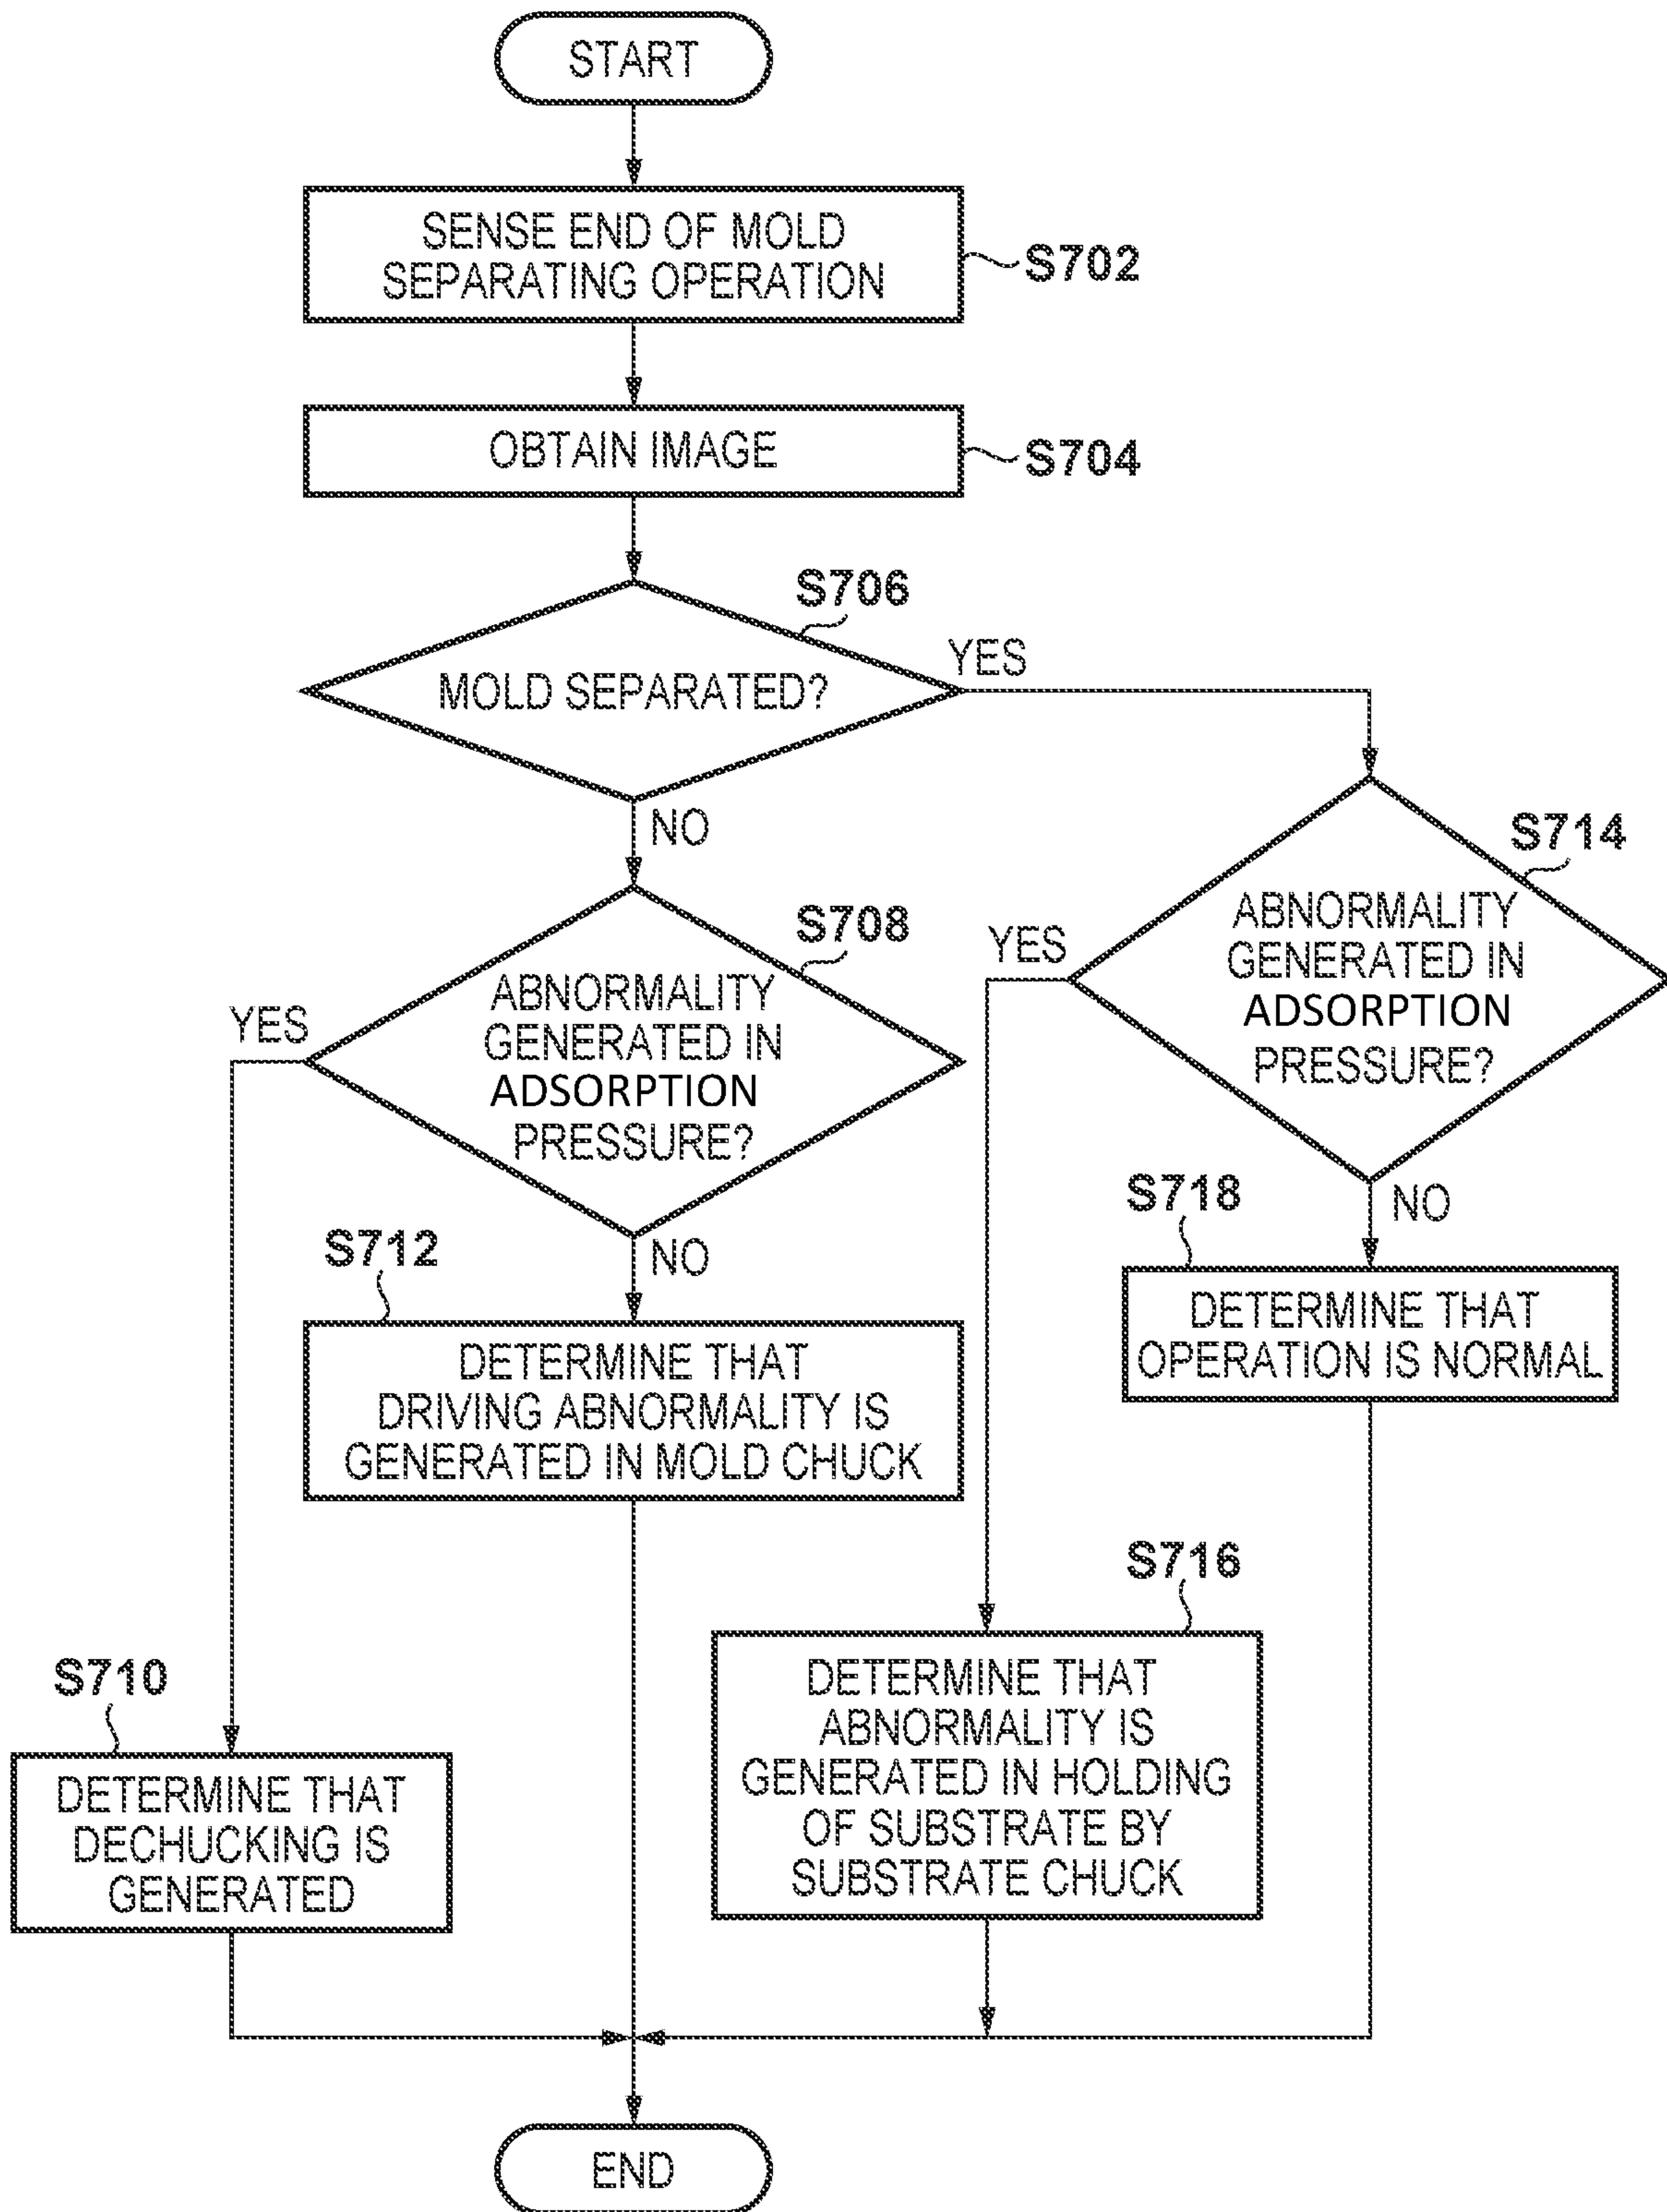 START
SENSE END OF MOLD
SEPARATING OPERATION
S702
OBTAIN IMAGE
S704
S706
MOLD SEPARATED?
YES
NO
S708
ABNORMALITY
GENERATED IN
ADSORPTION
PRESSURE?
YES
NO
S714
ABNORMALITY
GENERATED IN
ADSORPTION
PRESSURE?
YES
NO
S712
DETERMINE THAT
DRIVING ABNORMALITY IS
GENERATED IN MOLD CHUCK
S718
DETERMINE THAT
OPERATION IS NORMAL
S710
DETERMINE THAT
DECHUCKING IS
GENERATED
S716
DETERMINE THAT
ABNORMALITY IS
GENERATED IN HOLDING
OF SUBSTRATE BY
SUBSTRATE CHUCK
END